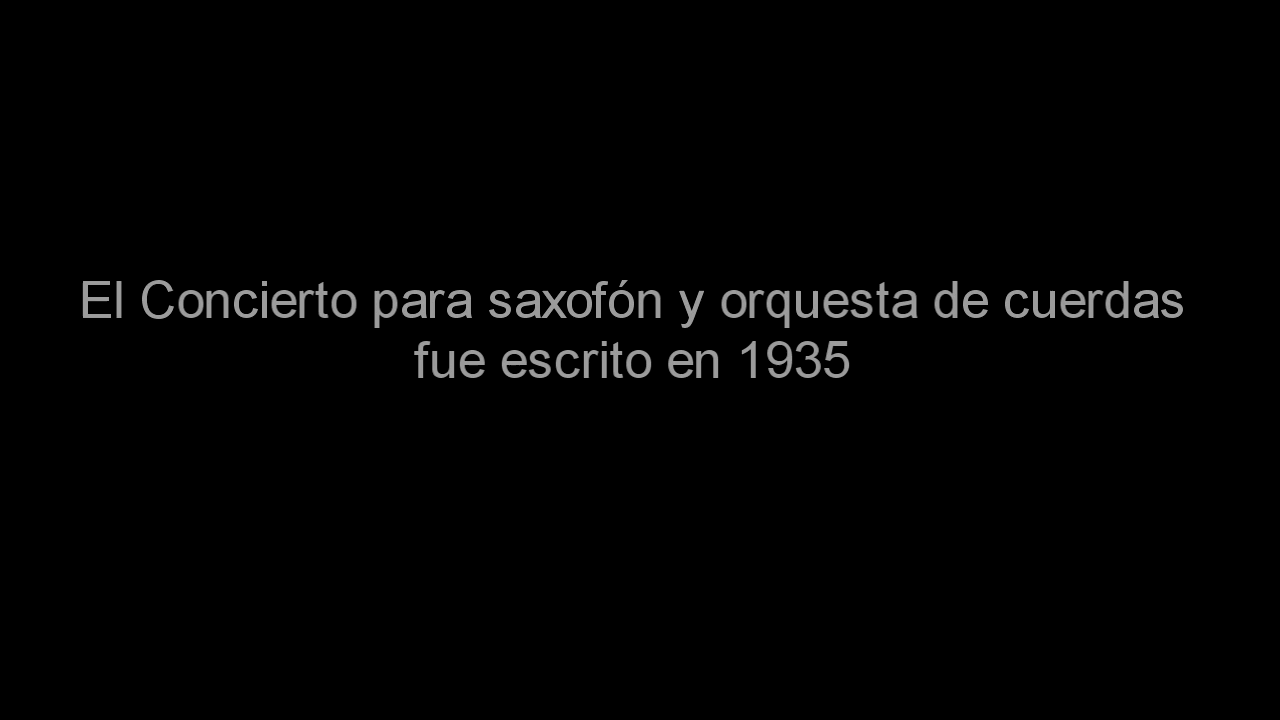 El Concierto para saxofón y orquesta de cuerdas
fue escrito en 1935